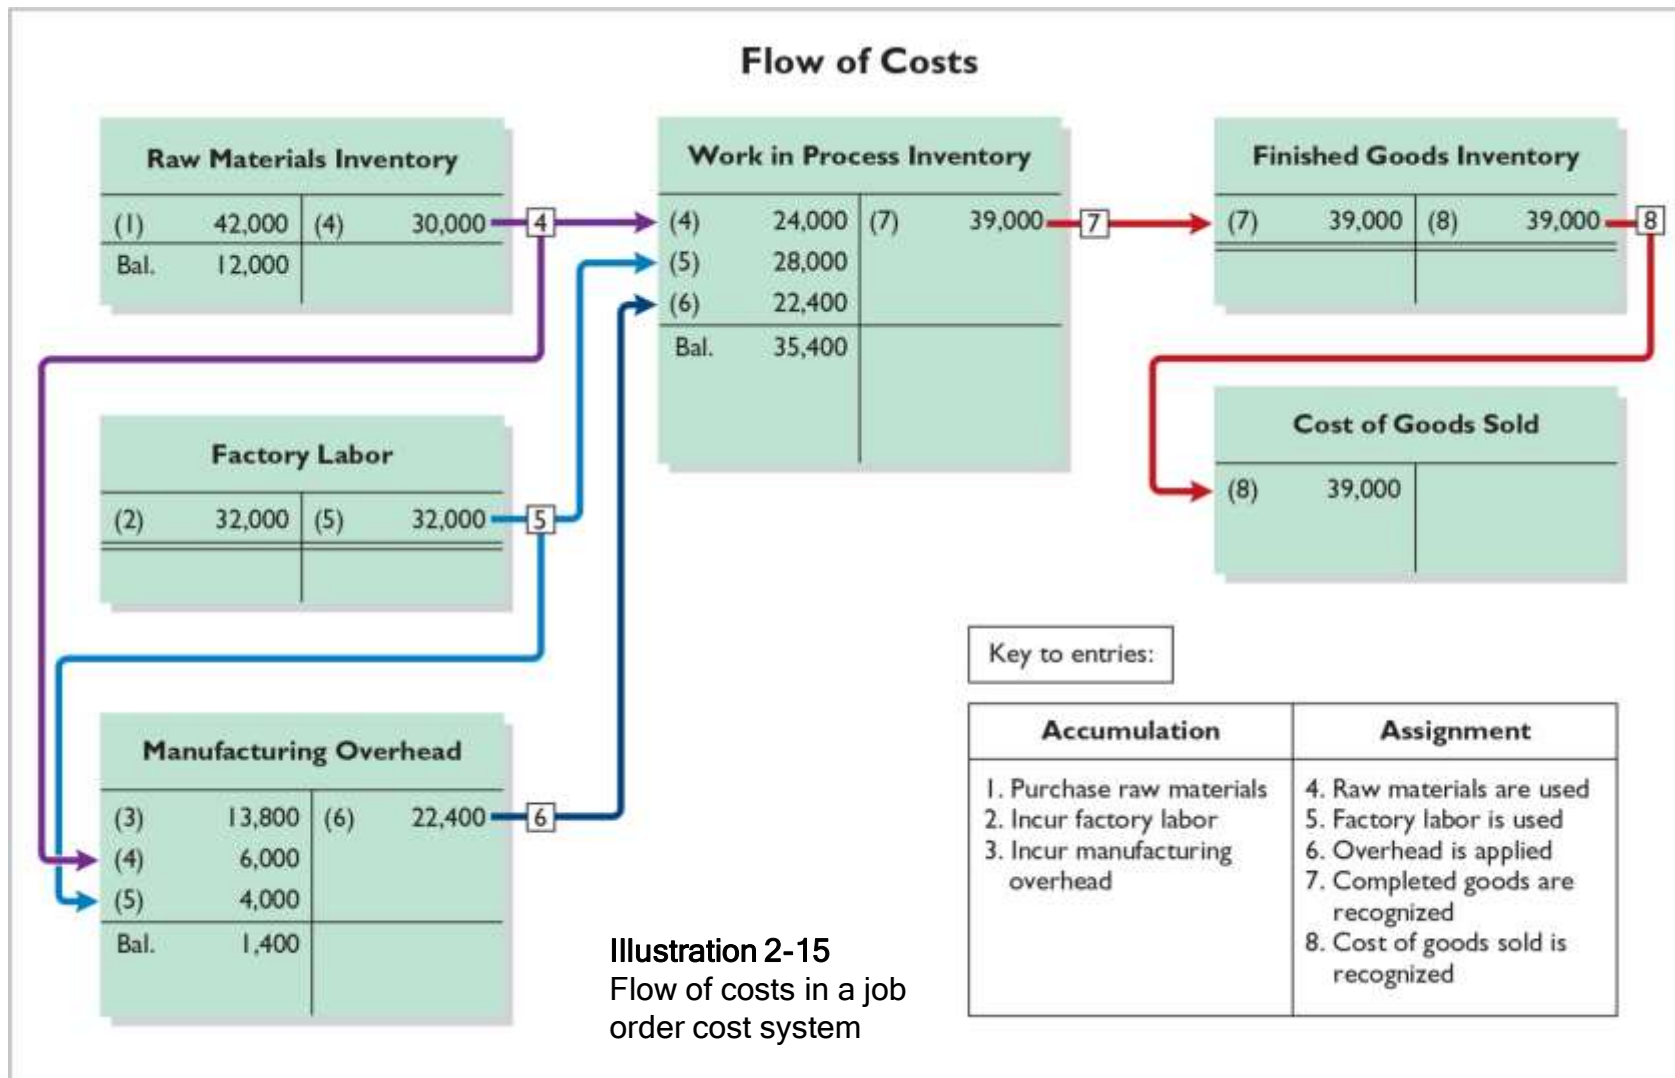 Flow of Costs
Raw Materials Inventory
(1) 42,000 (4) 30,000
Bal. 12,000
4
Work in Process Inventory
(4) 24,000 (7) 39,000
(5) 28,000
(6) 22,400
Bal. 35,400
7
Finished Goods Inventory
(7) 39,000 (8) 39,000
8
Factory Labor
(2) 32,000 (5) 32,000
5
Cost of Goods Sold
(8) 39,000
Manufacturing Overhead
(3) 13,800 (6) 22,400
(4) 6,000
(5) 4,000
Bal. 1,400
6
Illustration 2-15
Flow of costs in a job
order cost system
Key to entries:
Accumulation
1. Purchase raw materials
2. Incur factory labor
3. Incur manufacturing
overhead
Assignment
4. Raw materials are used
5. Factory labor is used
6. Overhead is applied
7. Completed goods are
recognized
8. Cost of goods sold is
recognized